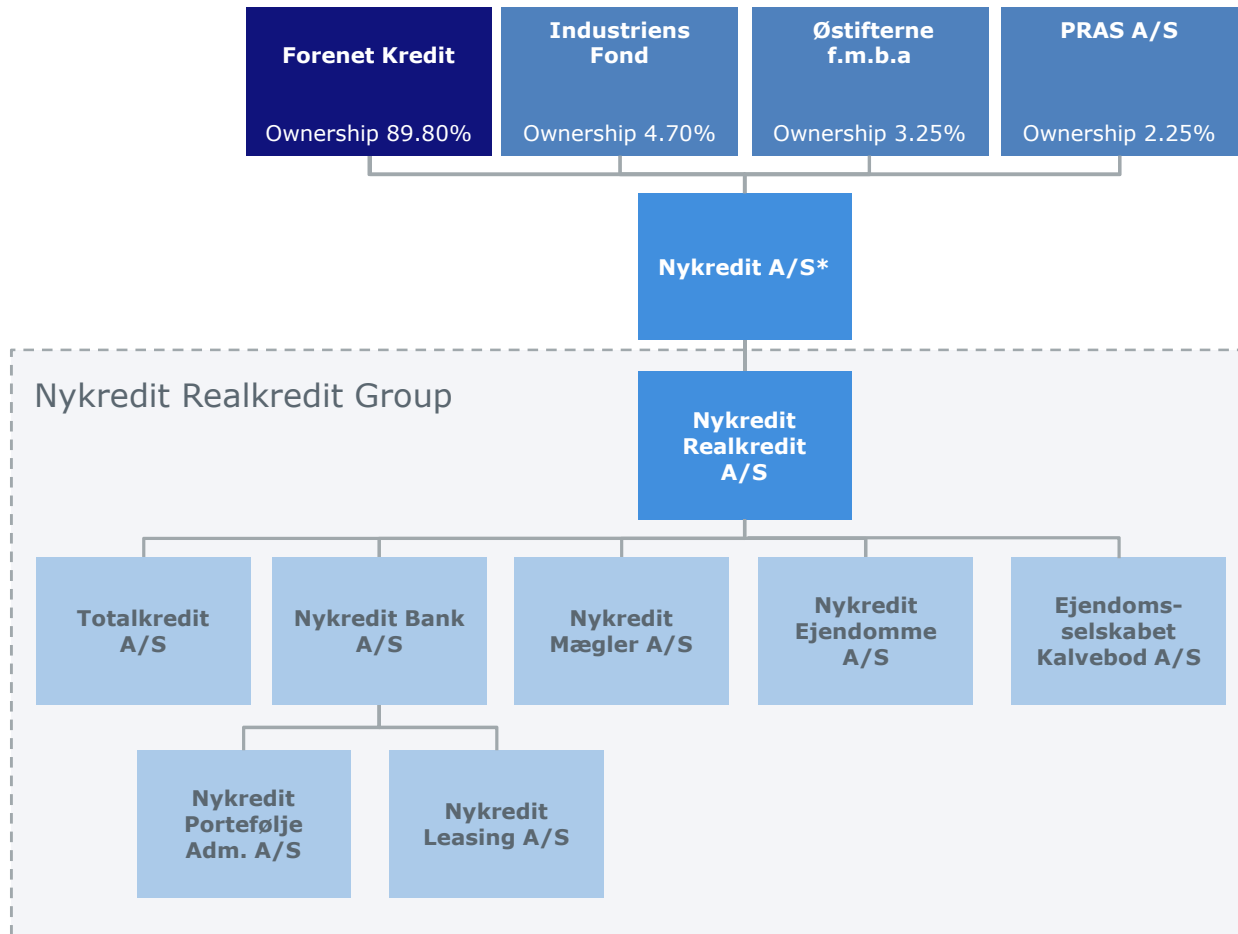 Forenet Kredit
Ownership 89.80%
Industriens
Fond
Ownership 4.70%
Østifterne
f.m.b.a
Ownership 3.25%
PRAS A/S
Ownership 2.25%
Nykredit A/S*
Nykredit Realkredit Group
Nykredit
Realkredit
A/S
Totalkredit
A/S
Nykredit Bank
A/S
Nykredit
Mægler A/S
Nykredit
Ejendomme
A/S
Ejendoms-
selskabet
Kalvebod A/S
Nykredit
Portefølje
Adm. A/S
Nykredit
Leasing A/S